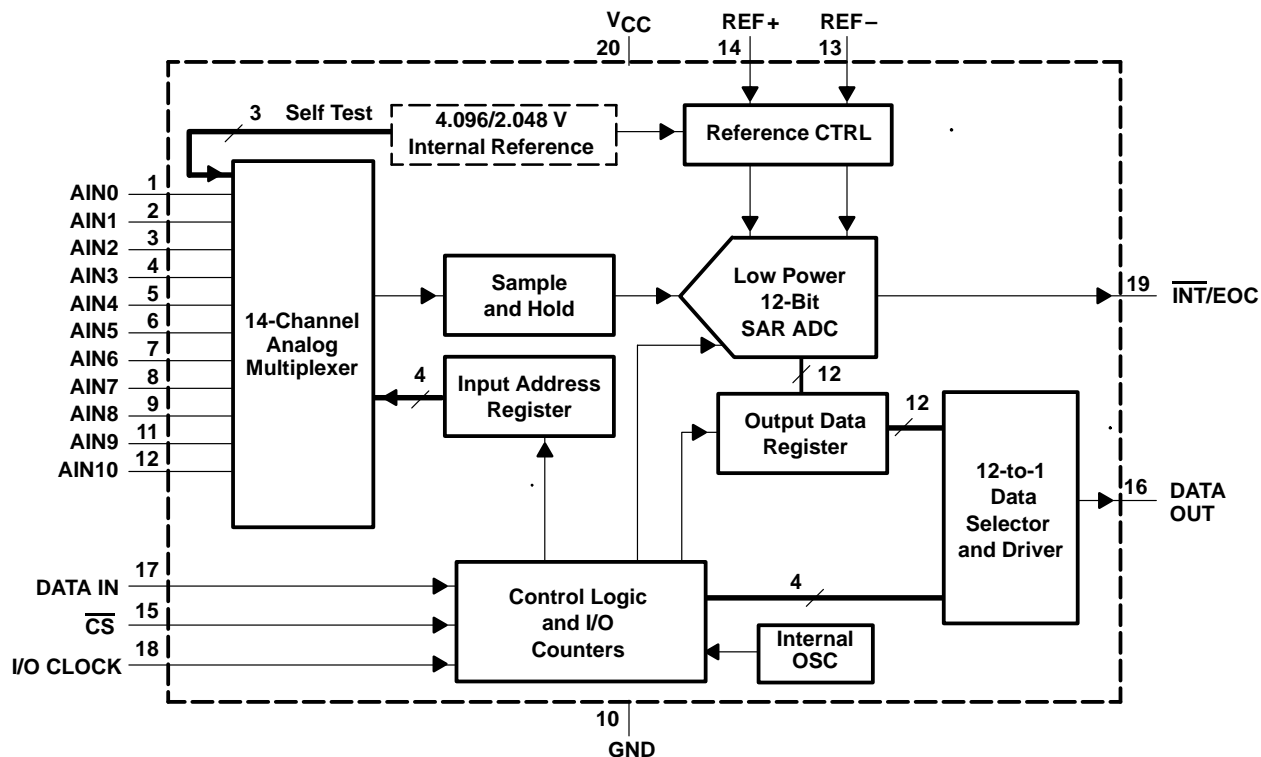 VCC
20
REF+
14
REF−
13
3
Self Test
4.096/2.048 V
Internal Reference
Reference CTRL
AIN0
1
AIN1
2
AIN2
3
AIN3
4
AIN4
5
AIN5
6
AIN6
7
AIN7
8
AIN8
9
AIN9
11
AIN10
12
14-Channel
Analog
Multiplexer
Sample
and Hold
Low Power
12-Bit
SAR ADC
19
INT/EOC
4
Input Address
Register
12
Output Data
Register
12
12-to-1
Data
Selector
and Driver
16
DATA
OUT
DATA IN
17
CS
15
I/O CLOCK
18
Control Logic
and I/O
Counters
4
Internal
OSC
10
GND